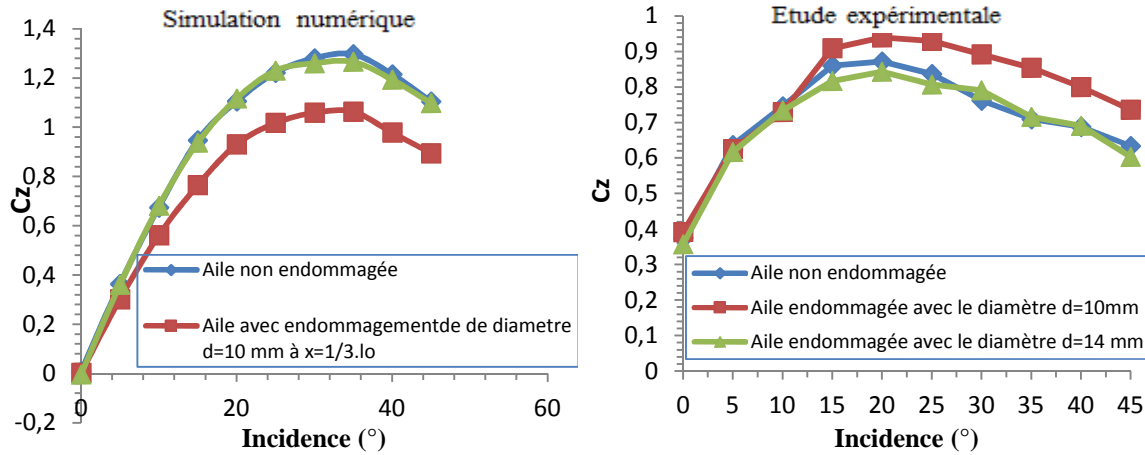 Simulation numérique
1,4
1,2
1
0,8
0,6
0,4
0,2
0
-0,2
Cz
0 20 40 60
Incidence (°)
Aile non endommagée
Aile avec endommagementde de diametre
d=10 mm à x=1/3.lo
Etude expérimentale
1
0,9
0,8
0,7
0,6
0,5
0,4
0,3
0,2
0,1
0
Cz
0 5 10 15 20 25 30 35 40 45
Incidence (°)
Aile non endommagée
Aile endommagée avec le diamètre d=10mm
Aile endommagée avec le diamètre d=14 mm